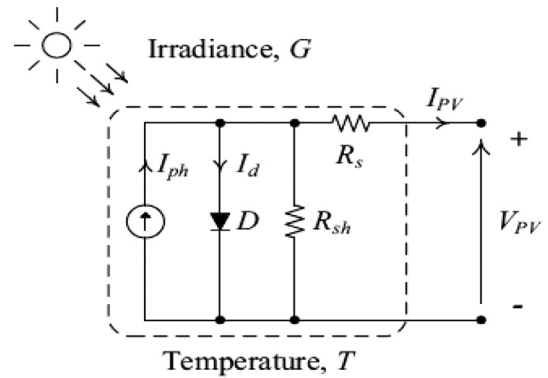 Irradiance, G
I_PV
+
I_ph
I_d
R_s
D
R_sh
V_PV
-
Temperature, T